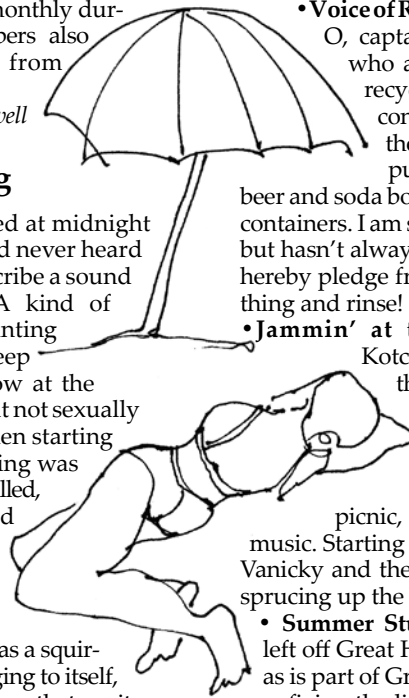 monthly dur-
bers also
from
well
g
ed at midnight
d never heard
cribe a sound
A kind of
nting
eep
ow at the
t not sexually
en starting
ing was
lled,
d
as a squir-
ging to itself,
• Voice of R
O, capta
who a
recy
con
the
pu
beer and soda bo
containers. I am s
but hasn’t alway
hereby pledge fr
thing and rinse!
• Jammin’ at t
Kotc
th
picnic,
music. Starting
Vanicky and the
sprucing up the
• Summer Stu
left off Great H
as is part of Gr